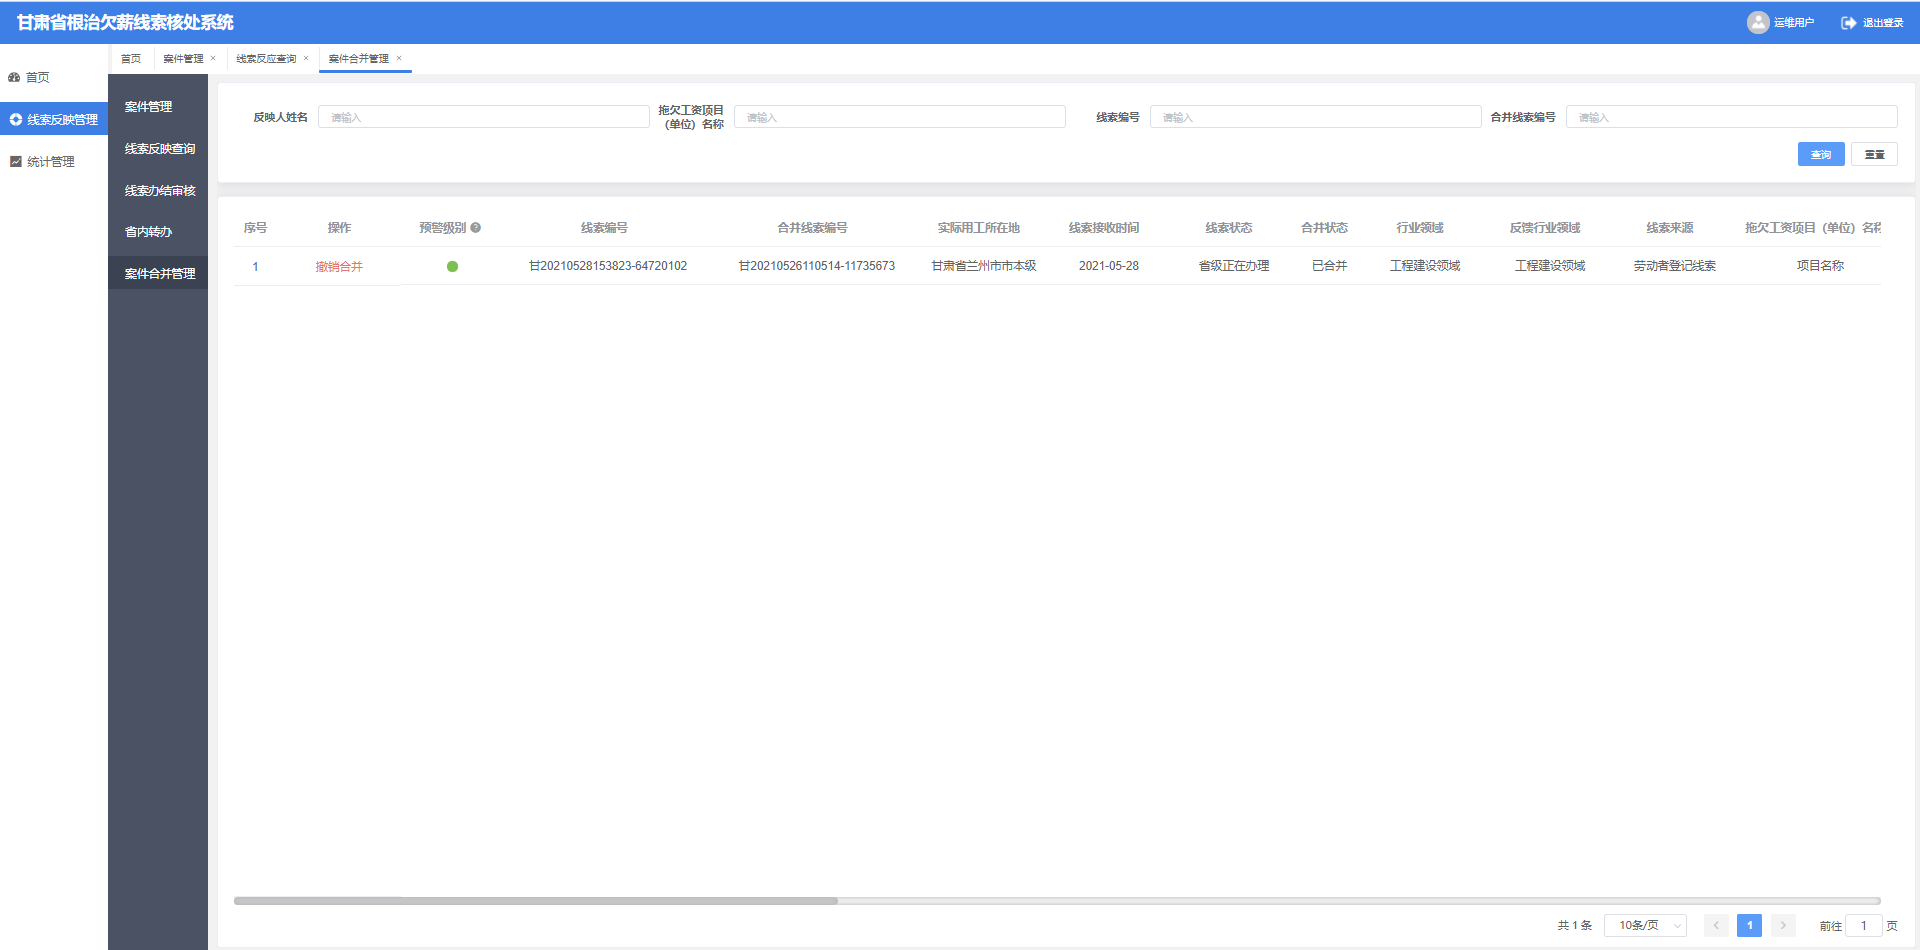 甘肃省根治欠薪线索核处系统
运维用户
退出登录
首页
线索反映管理
统计管理
首页 案件管理 × 线索反应查询 × 案件合并管理 ×
案件管理
线索反映查询
线索办结审核
省内转办
案件合并管理
反映人姓名 请输入
拖欠工资项目
（单位）名称 请输入
线索编号 请输入
合并线索编号 请输入
查询 重置
序号 操作 预警级别 线索编号 合并线索编号 实际用工所在地 线索接收时间 线索状态 合并状态 行业领域 反馈行业领域 线索来源 拖欠工资项目（单位）名称
1 撤销合并 甘20210528153823-64720102 甘20210526110514-11735673 甘肃省兰州市市本级 2021-05-28 省级正在办理 已合并 工程建设领域 工程建设领域 劳动者登记线索 项目名称
共 1 条 10条/页 1 前往 1 页